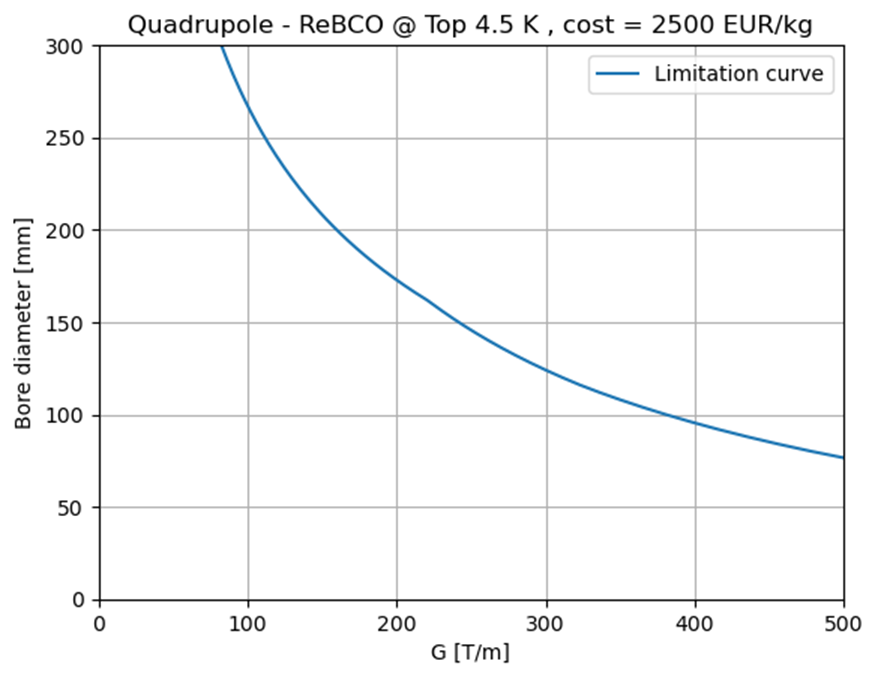 Quadrupole - ReBCO @ Top 4.5 K , cost = 2500 EUR/kg
Limitation curve
Bore diameter [mm]
300
250
200
150
100
50
0
0 100 200 300 400 500
G [T/m]